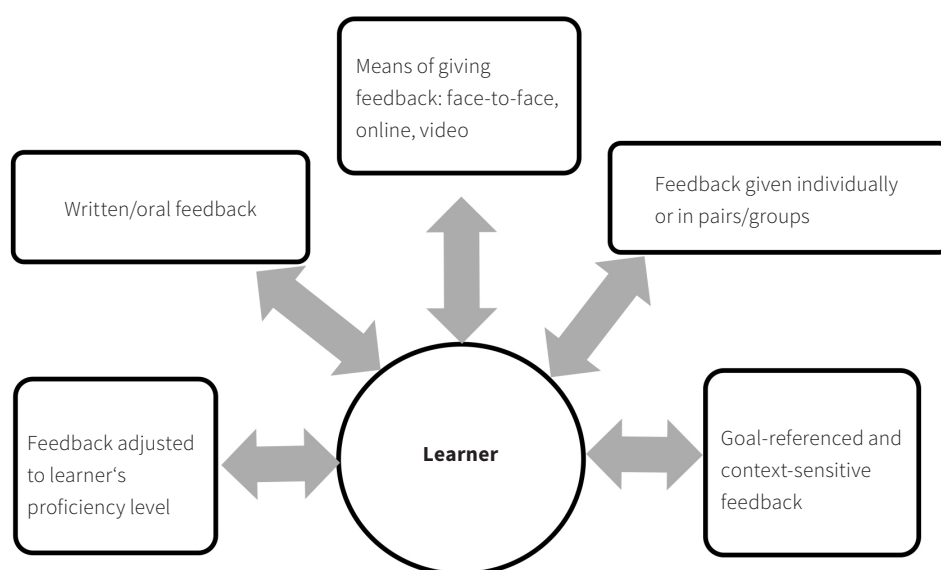 Means of giving
feedback: face-to-face,
online, video
Written/oral feedback
Feedback given individually
or in pairs/groups
Feedback adjusted
to learner‘s
proficiency level
Learner
Goal-referenced and
context-sensitive
feedback